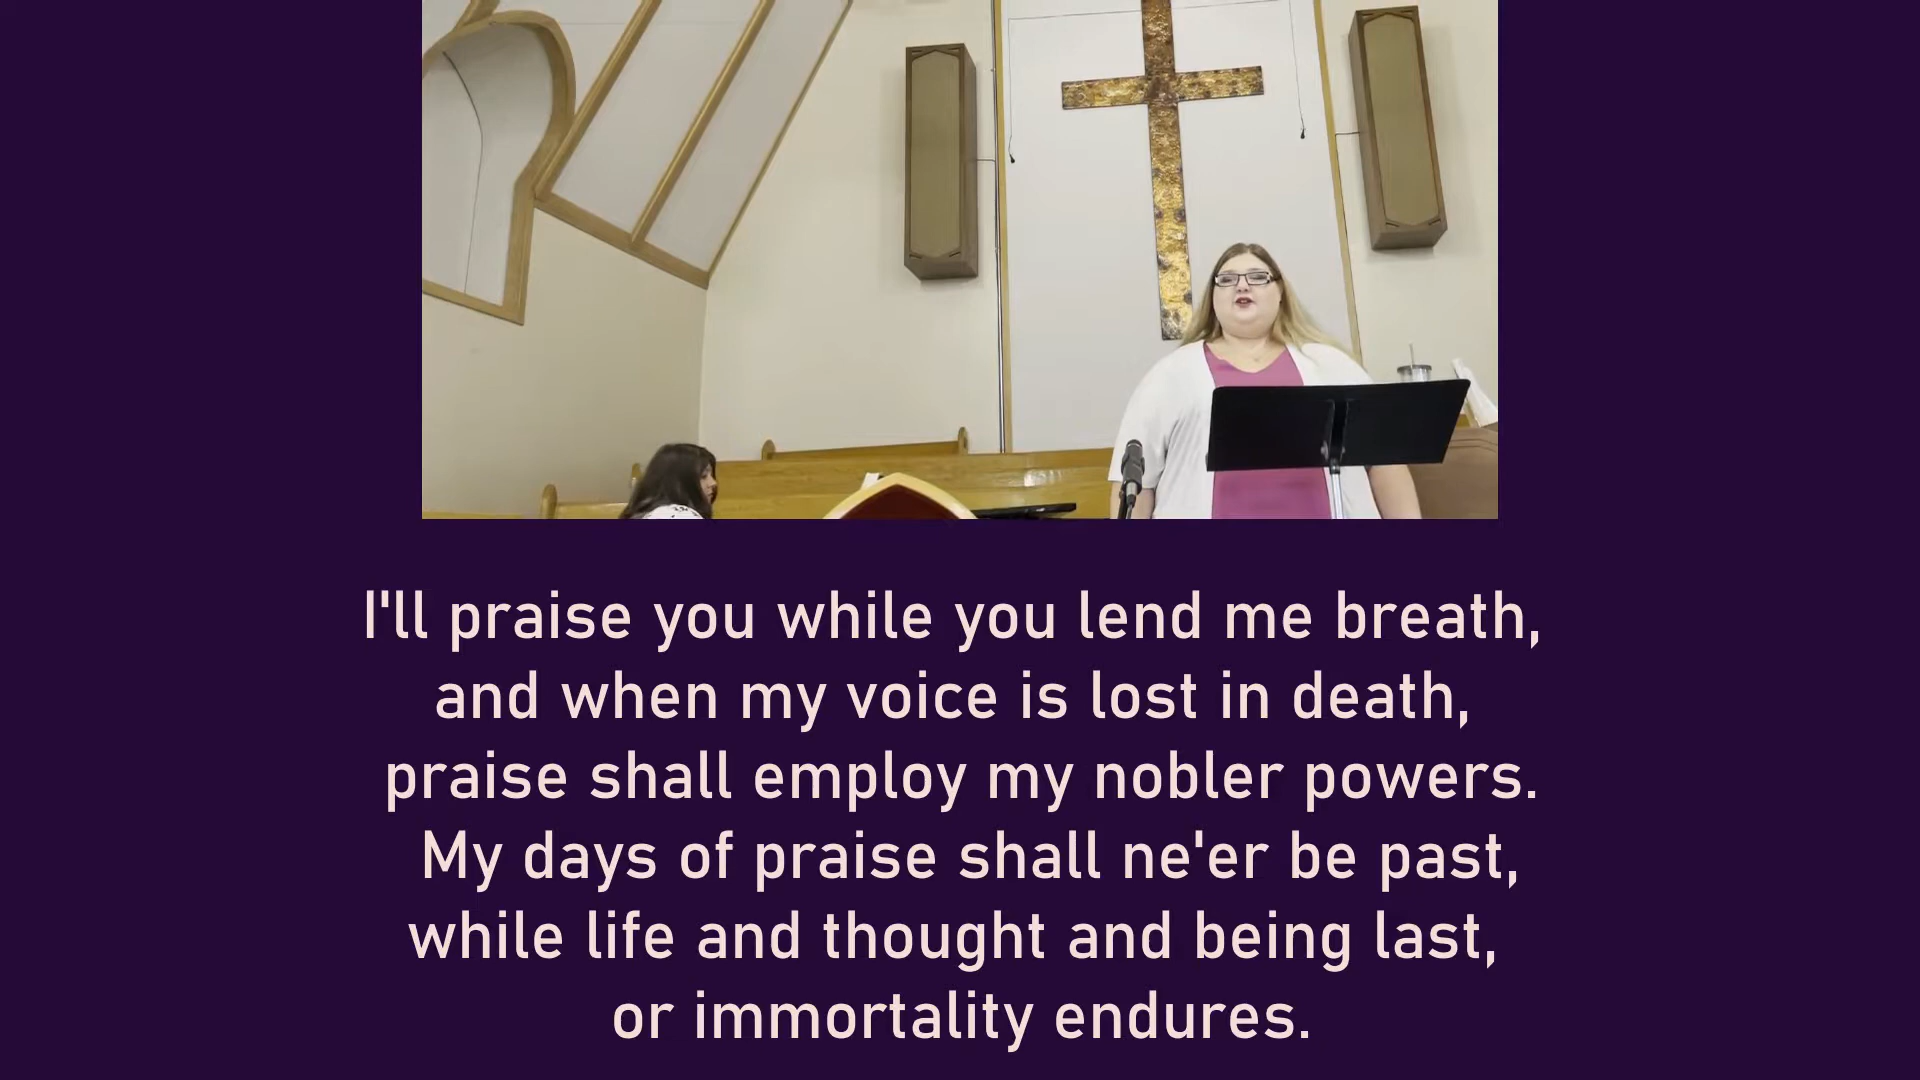 I'll praise you while you lend me breath,
and when my voice is lost in death,
praise shall employ my nobler powers.
My days of praise shall ne'er be past,
while life and thought and being last,
or immortality endures.